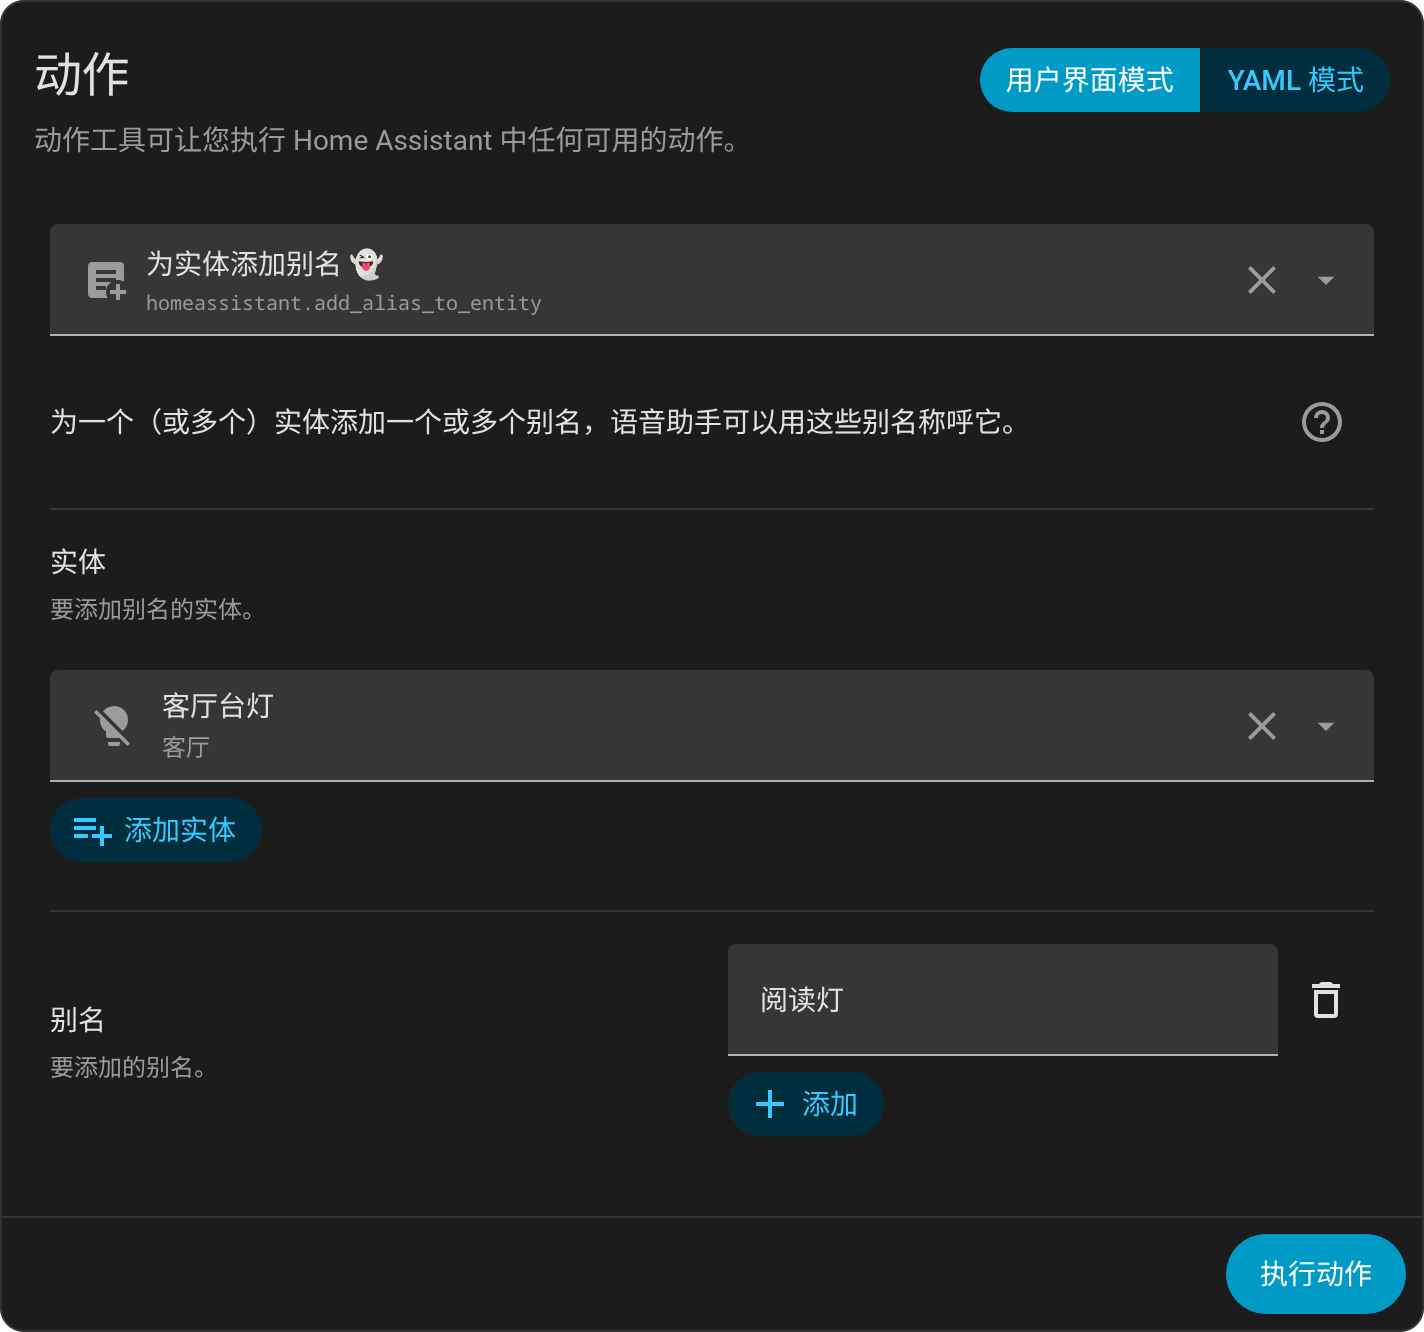 动作
用户界面模式
YAML 模式
动作工具可让您执行 Home Assistant 中任何可用的动作。
为实体添加别名 👻
homeassistant.add_alias_to_entity
为一个（或多个）实体添加一个或多个别名，语音助手可以用这些别名称呼它。
实体
要添加别名的实体。
客厅台灯
客厅
添加实体
别名
要添加的别名。
阅读灯
添加
执行动作